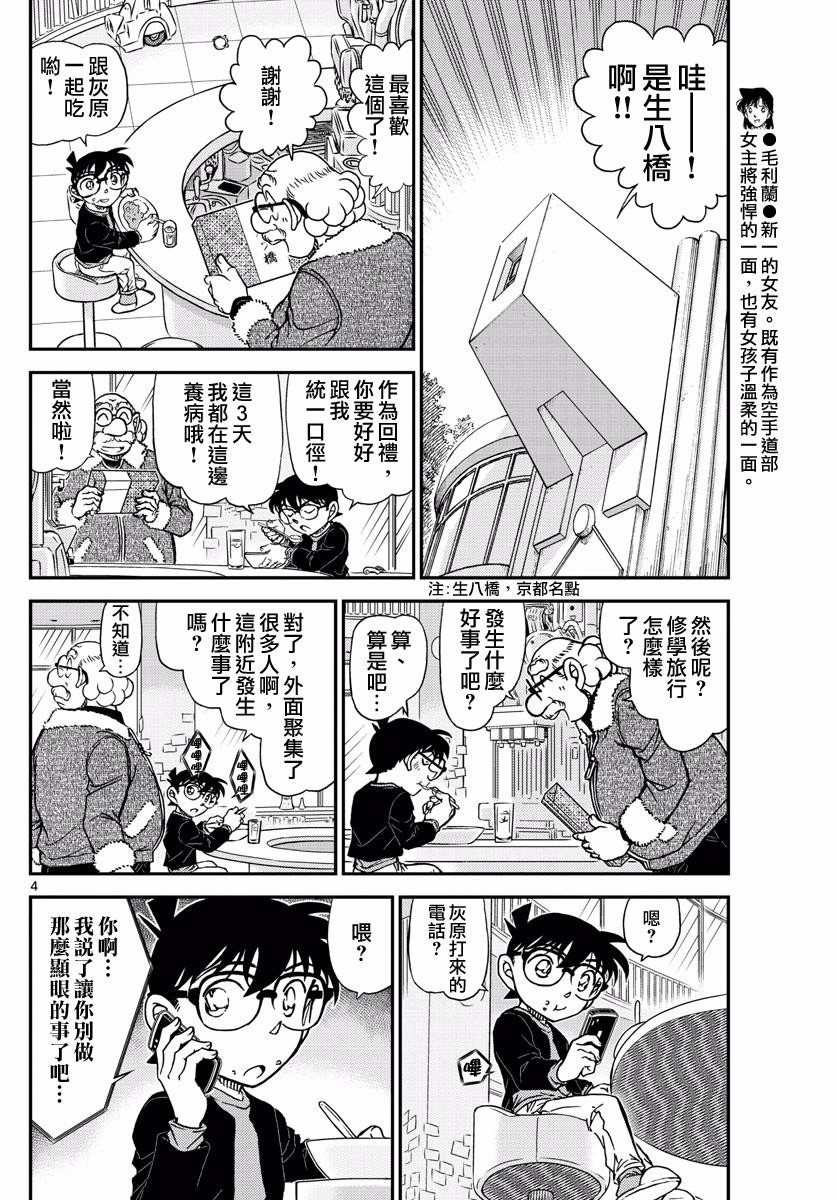 ●毛利蘭●新一的女友。既有作為空手道部
女主將強悍的一面，也有女孩子溫柔的一面。
哇——！
是生八橋
啊!!
最喜歡
這個了！
謝謝！
跟灰原
一起吃
喲！
橋
注:生八橋，京都名點
作為回禮，
你要好好
跟我
統一口徑！
這3天
我都在這邊
養病哦！
當然啦！
然後呢？
修學旅行
怎麼樣
了？
發生什麼
好事了吧？
算、
算是吧…
對了，外面聚集了
很多人啊，
這附近發生
什麼事了
嗎？
嗶嗶嗶
嗶嗶嗶
不知道…
4
嗯？
灰原打來的
電話？
嗶
喂？
你啊…
我說了讓你別做
那麼顯眼的事了吧…